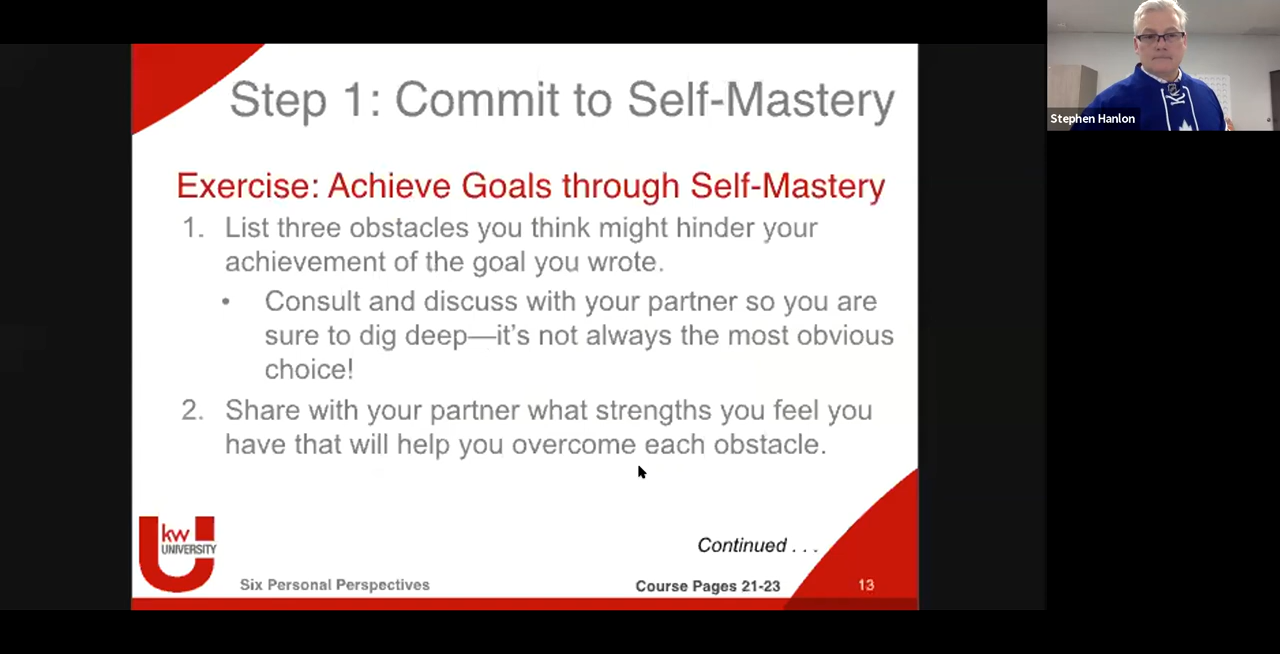 Step 1: Commit to Self-Mastery
Stephen Hanlon
Exercise: Achieve Goals through Self-Mastery
1. List three obstacles you think might hinder your
achievement of the goal you wrote.
• Consult and discuss with your partner so you are
sure to dig deep—it's not always the most obvious
choice!
2. Share with your partner what strengths you feel you
have that will help you overcome each obstacle.
Continued . . .
kw
UNIVERSITY
Six Personal Perspectives
Course Pages 21-23
13